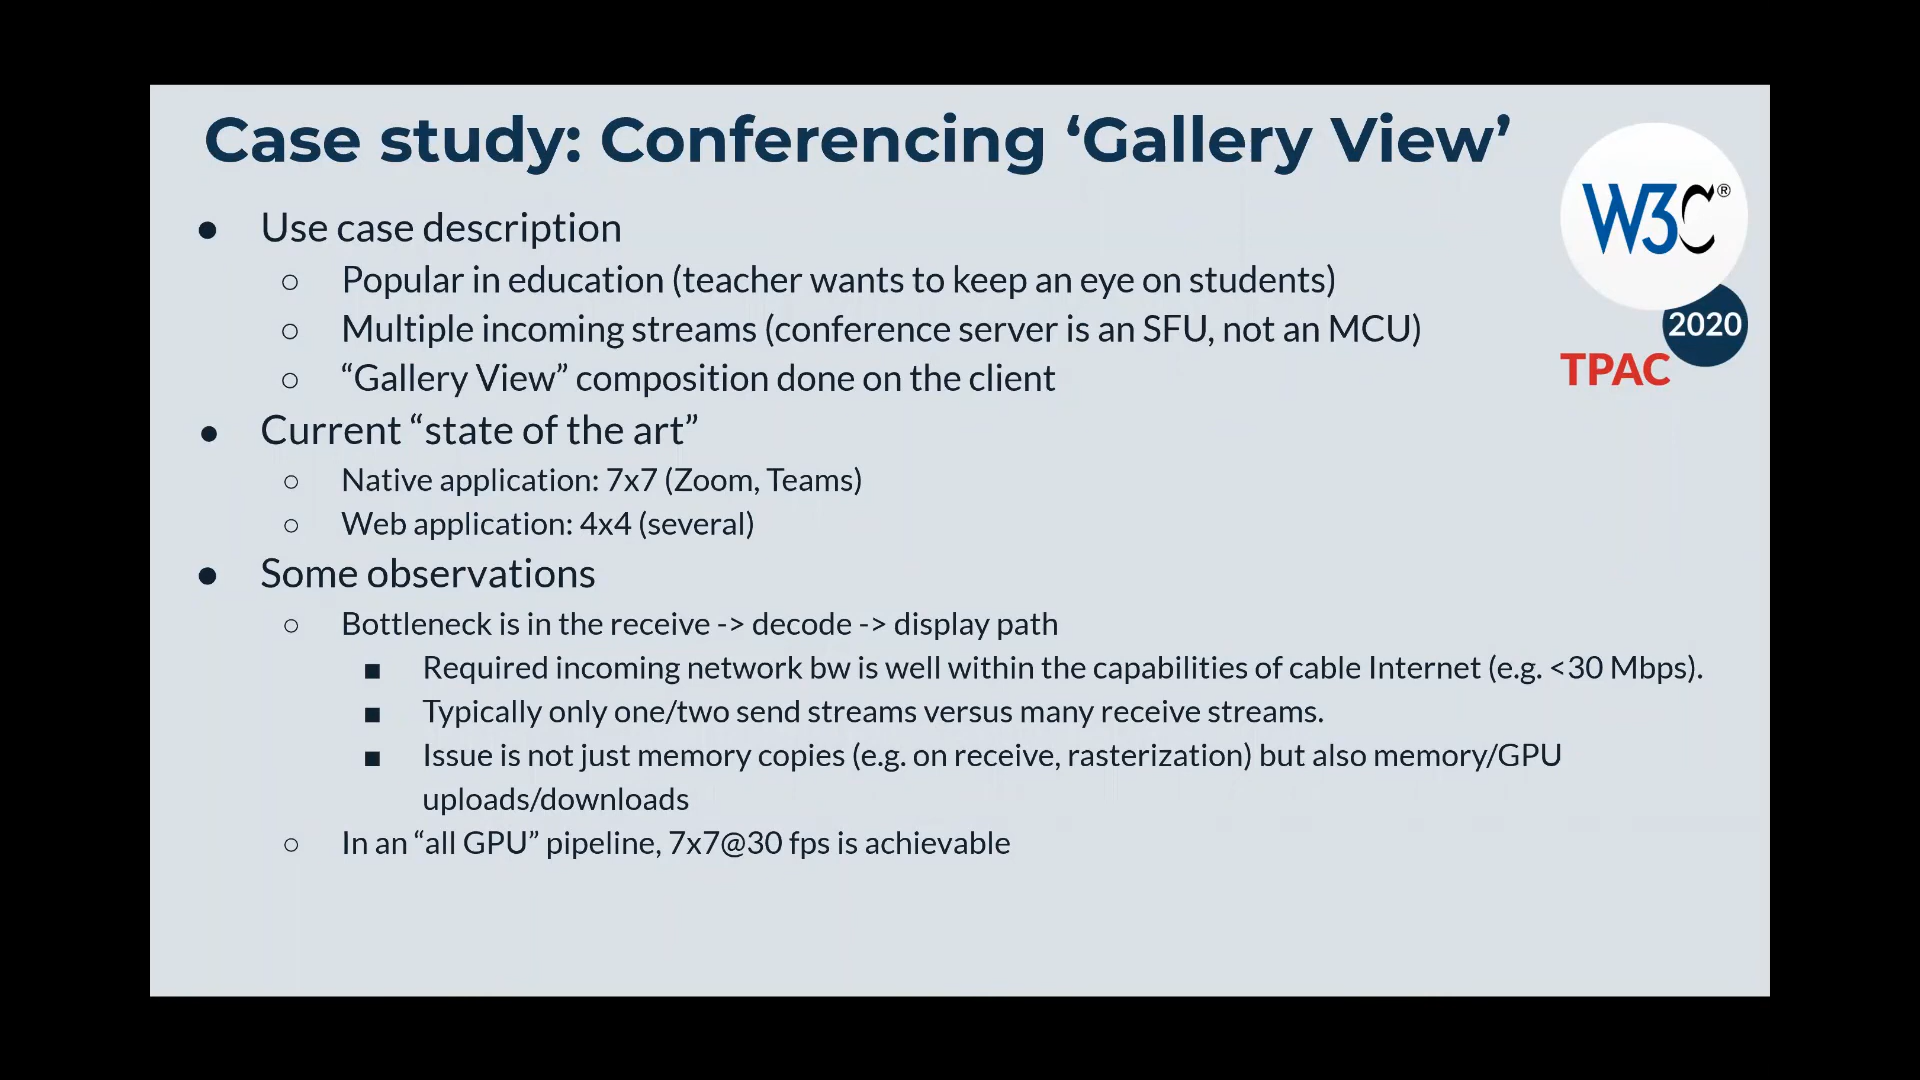 Case study: Conferencing ‘Gallery View’
W3C®
2020
TPAC
● Use case description
○ Popular in education (teacher wants to keep an eye on students)
○ Multiple incoming streams (conference server is an SFU, not an MCU)
○ “Gallery View” composition done on the client
● Current “state of the art”
○ Native application: 7x7 (Zoom, Teams)
○ Web application: 4x4 (several)
● Some observations
○ Bottleneck is in the receive -> decode -> display path
■ Required incoming network bw is well within the capabilities of cable Internet (e.g. <30 Mbps).
■ Typically only one/two send streams versus many receive streams.
■ Issue is not just memory copies (e.g. on receive, rasterization) but also memory/GPU
uploads/downloads
○ In an “all GPU” pipeline, 7x7@30 fps is achievable